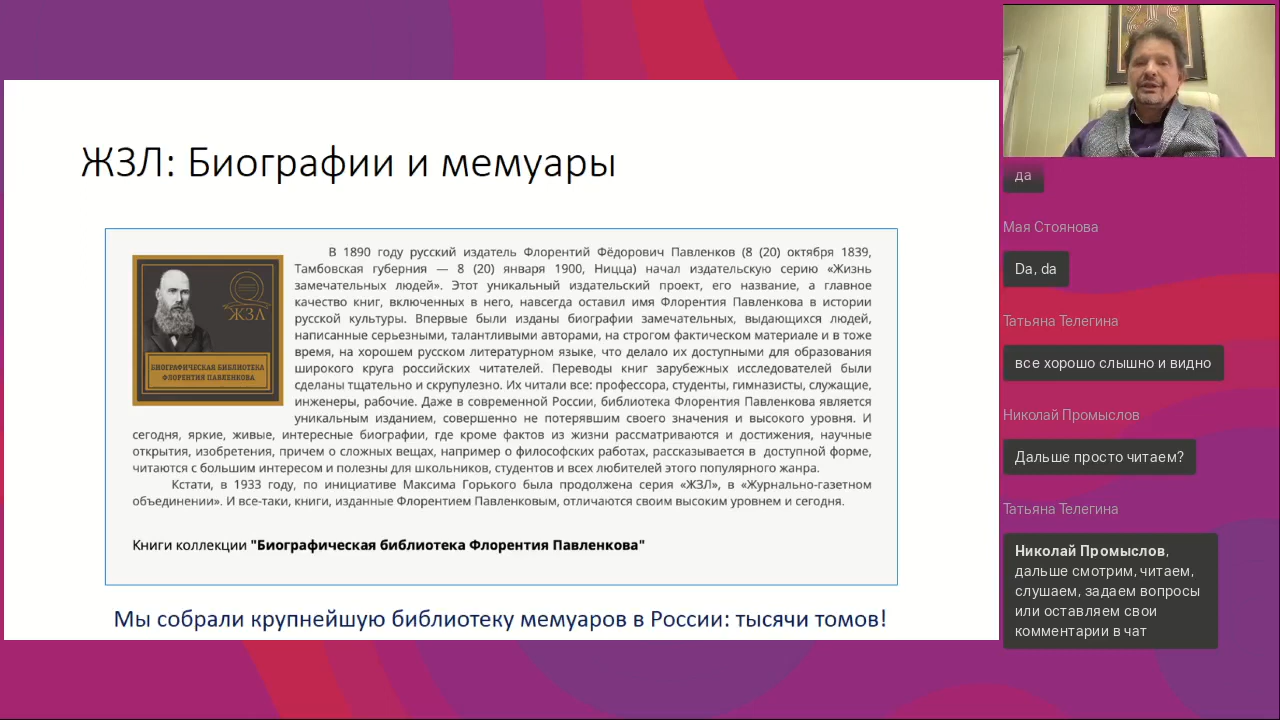 ЖЗЛ: Биографии и мемуары
ЖЗЛ
БИОГРАФИЧЕСКАЯ БИБЛИОТЕКА
ФЛОРЕНТИЯ ПАВЛЕНКОВА
В 1890 году русский издатель Флорентий Фёдорович Павленков (8 (20) октября 1839,
Тамбовская губерния — 8 (20) января 1900, Ницца) начал издательскую серию «Жизнь
замечательных людей». Этот уникальный издательский проект, его название, а главное
качество книг, включенных в него, навсегда оставил имя Флорентия Павленкова в истории
русской культуры. Впервые были изданы биографии замечательных, выдающихся людей,
написанные серьезными, талантливыми авторами, на строгом фактическом материале и в тоже
время, на хорошем русском литературном языке, что делало их доступными для образования
широкого круга российских читателей. Переводы книг зарубежных исследователей были
сделаны тщательно и скрупулезно. Их читали все: профессора, студенты, гимназисты, служащие,
инженеры, рабочие. Даже в современной России, библиотека Флорентия Павленкова является
уникальным изданием, совершенно не потерявшим своего значения и высокого уровня. И
сегодня, яркие, живые, интересные биографии, где кроме фактов из жизни рассматриваются и достижения, научные
открытия, изобретения, причем о сложных вещах, например о философских работах, рассказывается в доступной форме,
читаются с большим интересом и полезны для школьников, студентов и всех любителей этого популярного жанра.
Кстати, в 1933 году, по инициативе Максима Горького была продолжена серия «ЖЗЛ», в «Журнально-газетном
объединении». И все-таки, книги, изданные Флорентием Павленковым, отличаются своим высоким уровнем и сегодня.
Книги коллекции "Биографическая библиотека Флорентия Павленкова"
Мы собрали крупнейшую библиотеку мемуаров в России: тысячи томов!
да
Мая Стоянова
Da, da
Татьяна Телегина
все хорошо слышно и видно
Николай Промыслов
Дальше просто читаем?
Татьяна Телегина
Николай Промыслов,
дальше смотрим, читаем,
слушаем, задаем вопросы
или оставляем свои
комментарии в чат